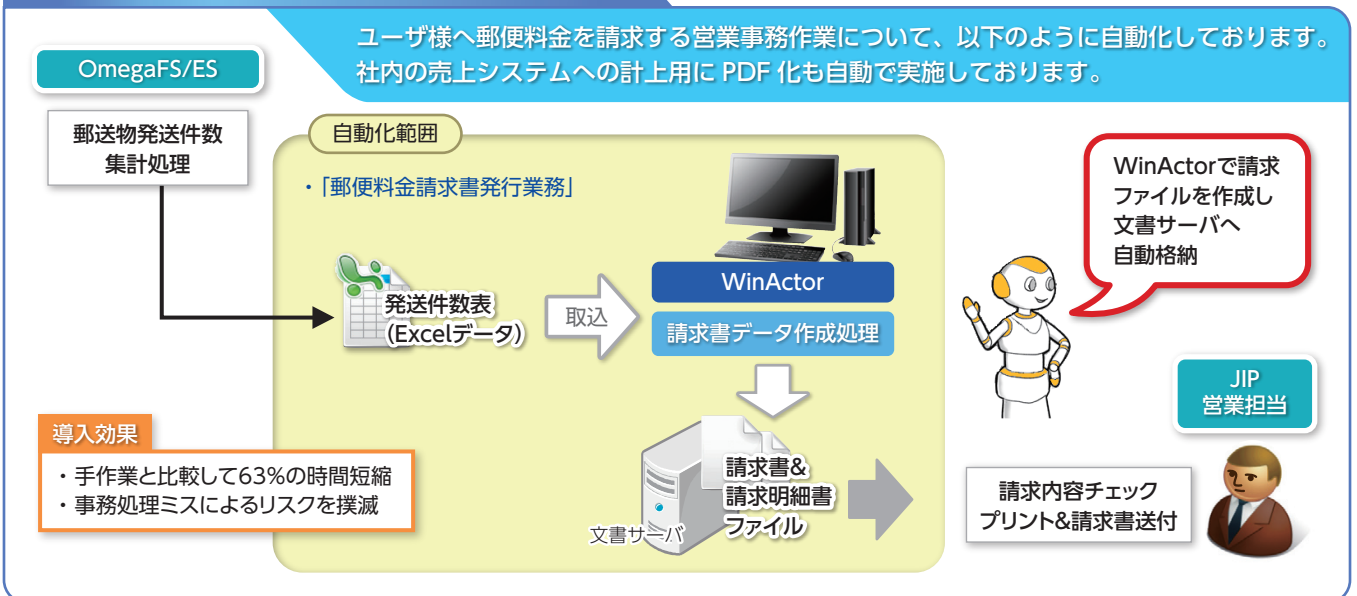 ユーザ様へ郵便料金を請求する営業事務作業について、以下のように自動化しております。
社内の売上システムへの計上用に PDF 化も自動で実施しております。
OmegaFS/ES
郵送物発送件数
集計処理
自動化範囲
・「郵便料金請求書発行業務」
発送件数表
(Excelデータ)
取込
WinActor
請求書データ作成処理
WinActorで請求
ファイルを作成し
文書サーバへ
自動格納
導入効果
・手作業と比較して63%の時間短縮
・事務処理ミスによるリスクを撲滅
文書サーバ
請求書&
請求明細書
ファイル
JIP
営業担当
請求内容チェック
プリント&請求書送付